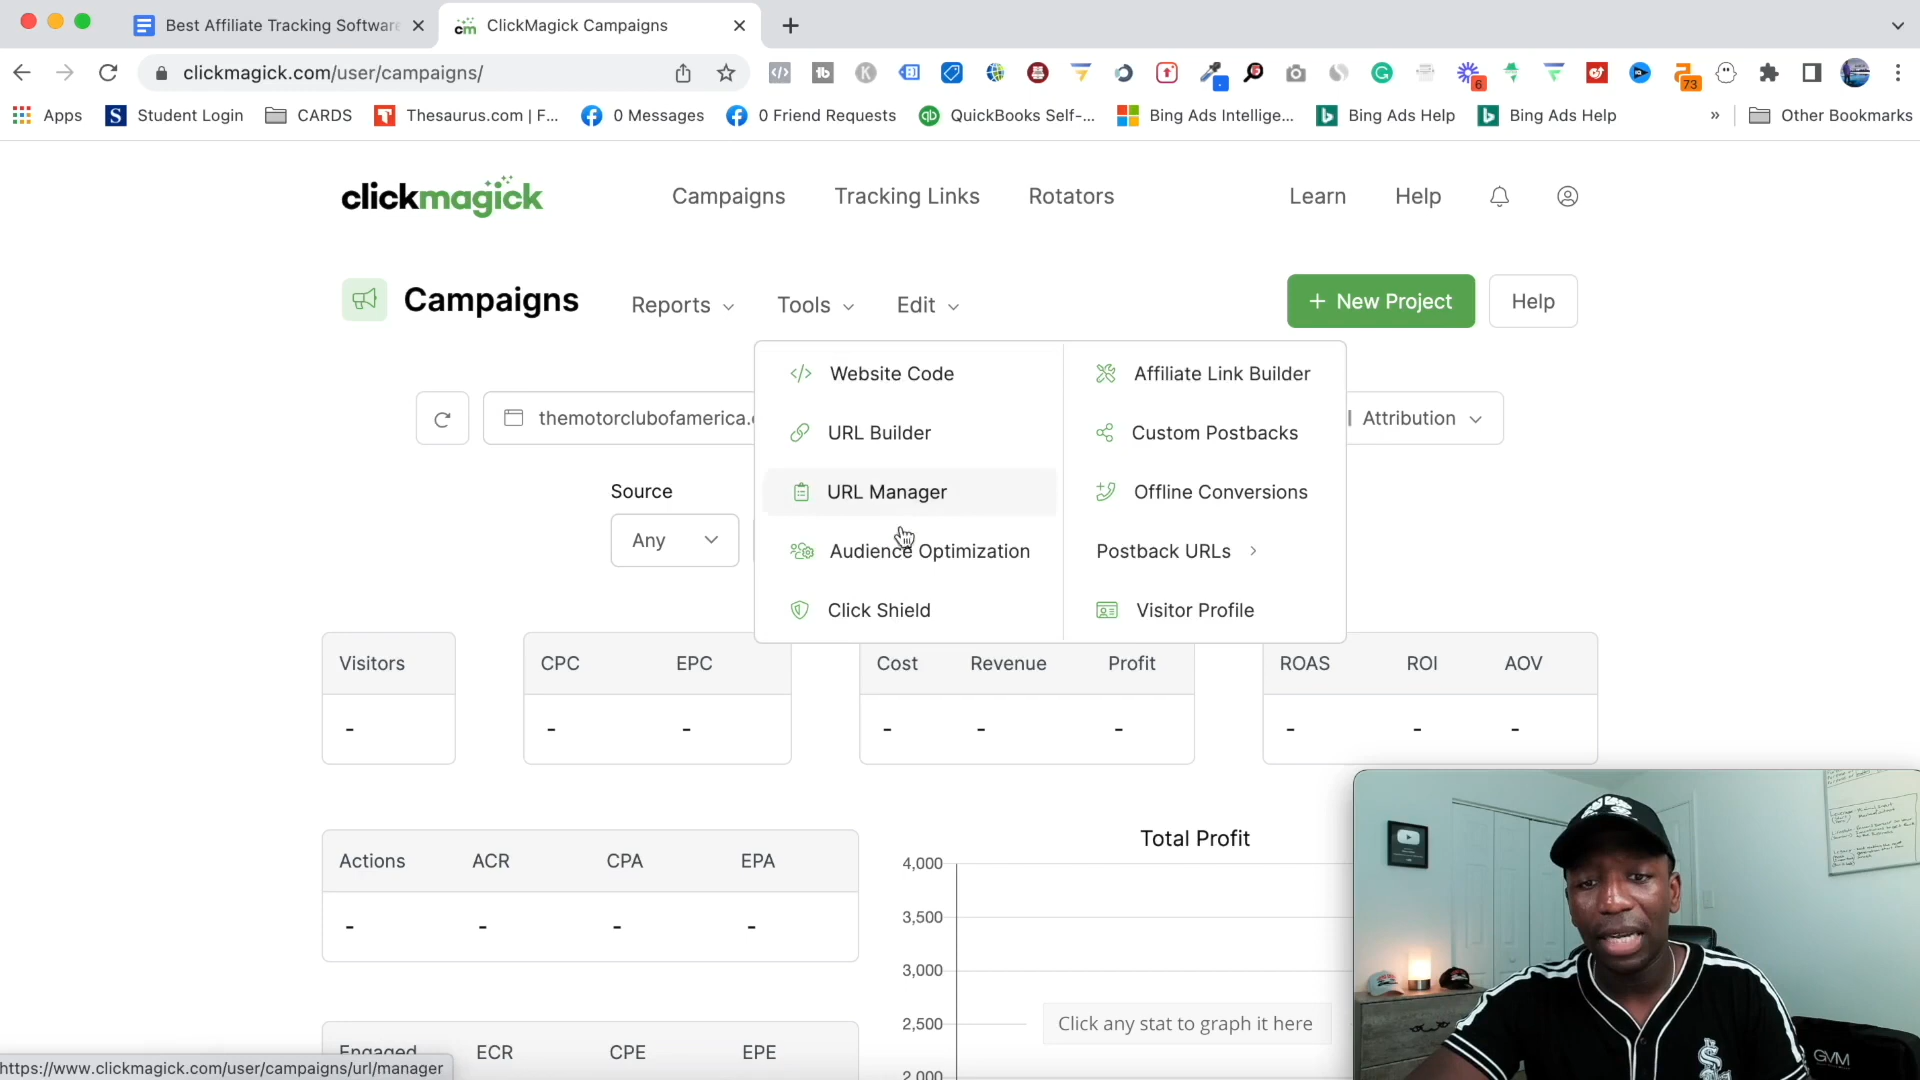 Best Affiliate Tracking Software
ClickMagick Campaigns
clickmagick.com/user/campaigns/
6
73
Apps
Student Login
CARDS
Thesaurus.com | F...
0 Messages
0 Friend Requests
QuickBooks Self-...
Bing Ads Intellige...
Bing Ads Help
Bing Ads Help
»
Other Bookmarks
clickmagick
Campaigns
Tracking Links
Rotators
Learn
Help
Campaigns
Reports
Tools
Edit
+ New Project
Help
Website Code
Affiliate Link Builder
themotorclubofamerica.
Attribution
URL Builder
Custom Postbacks
Source
URL Manager
Offline Conversions
Any
Audience Optimization
Postback URLs
Click Shield
Visitor Profile
Visitors
CPC
EPC
Cost
Revenue
Profit
ROAS
ROI
AOV
-
-
-
-
-
-
-
-
-
Total Profit
Actions
ACR
CPA
EPA
4,000
3,500
-
-
-
-
3,000
2,500
Click any stat to graph it here
Engaged
ECR
CPE
EPE
https://www.clickmagick.com/user/campaigns/url/manager
2,000
GVM